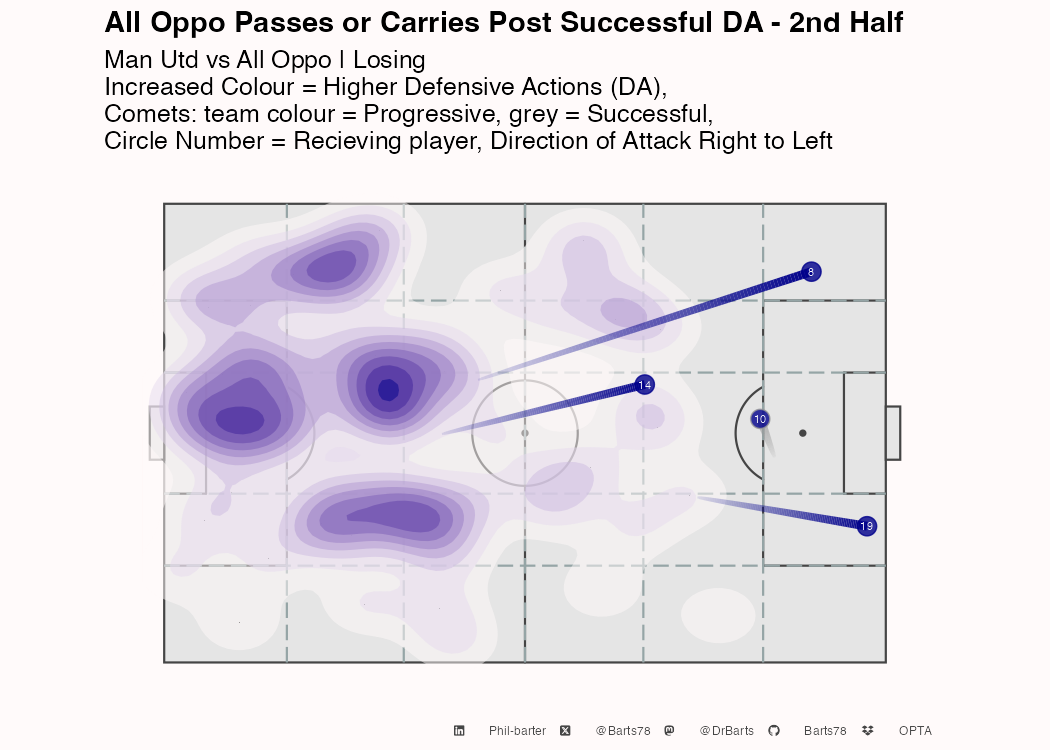 All Oppo Passes or Carries Post Successful DA - 2nd Half
Man Utd vs All Oppo | Losing
Increased Colour = Higher Defensive Actions (DA),
Comets: team colour = Progressive, grey = Successful,
Circle Number = Recieving player, Direction of Attack Right to Left
8
14
10
19
Phil-barter @Barts78 @DrBarts Barts78 OPTA